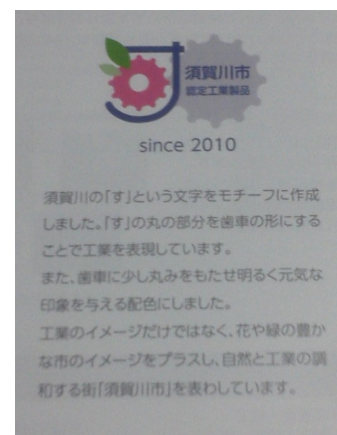 須賀川市
認定工業製品
since 2010
須賀川の「す」という文字をモチーフに作成
しました。「す」の丸の部分を歯車の形にする
ことで工業を表現しています。
また、歯車に少し丸みをもたせ明るく元気な
印象を与える配色にしました。
工業のイメージだけではなく、花や緑の豊か
な市のイメージをプラスし、自然と工業の調
和する街「須賀川市」を表わしています。